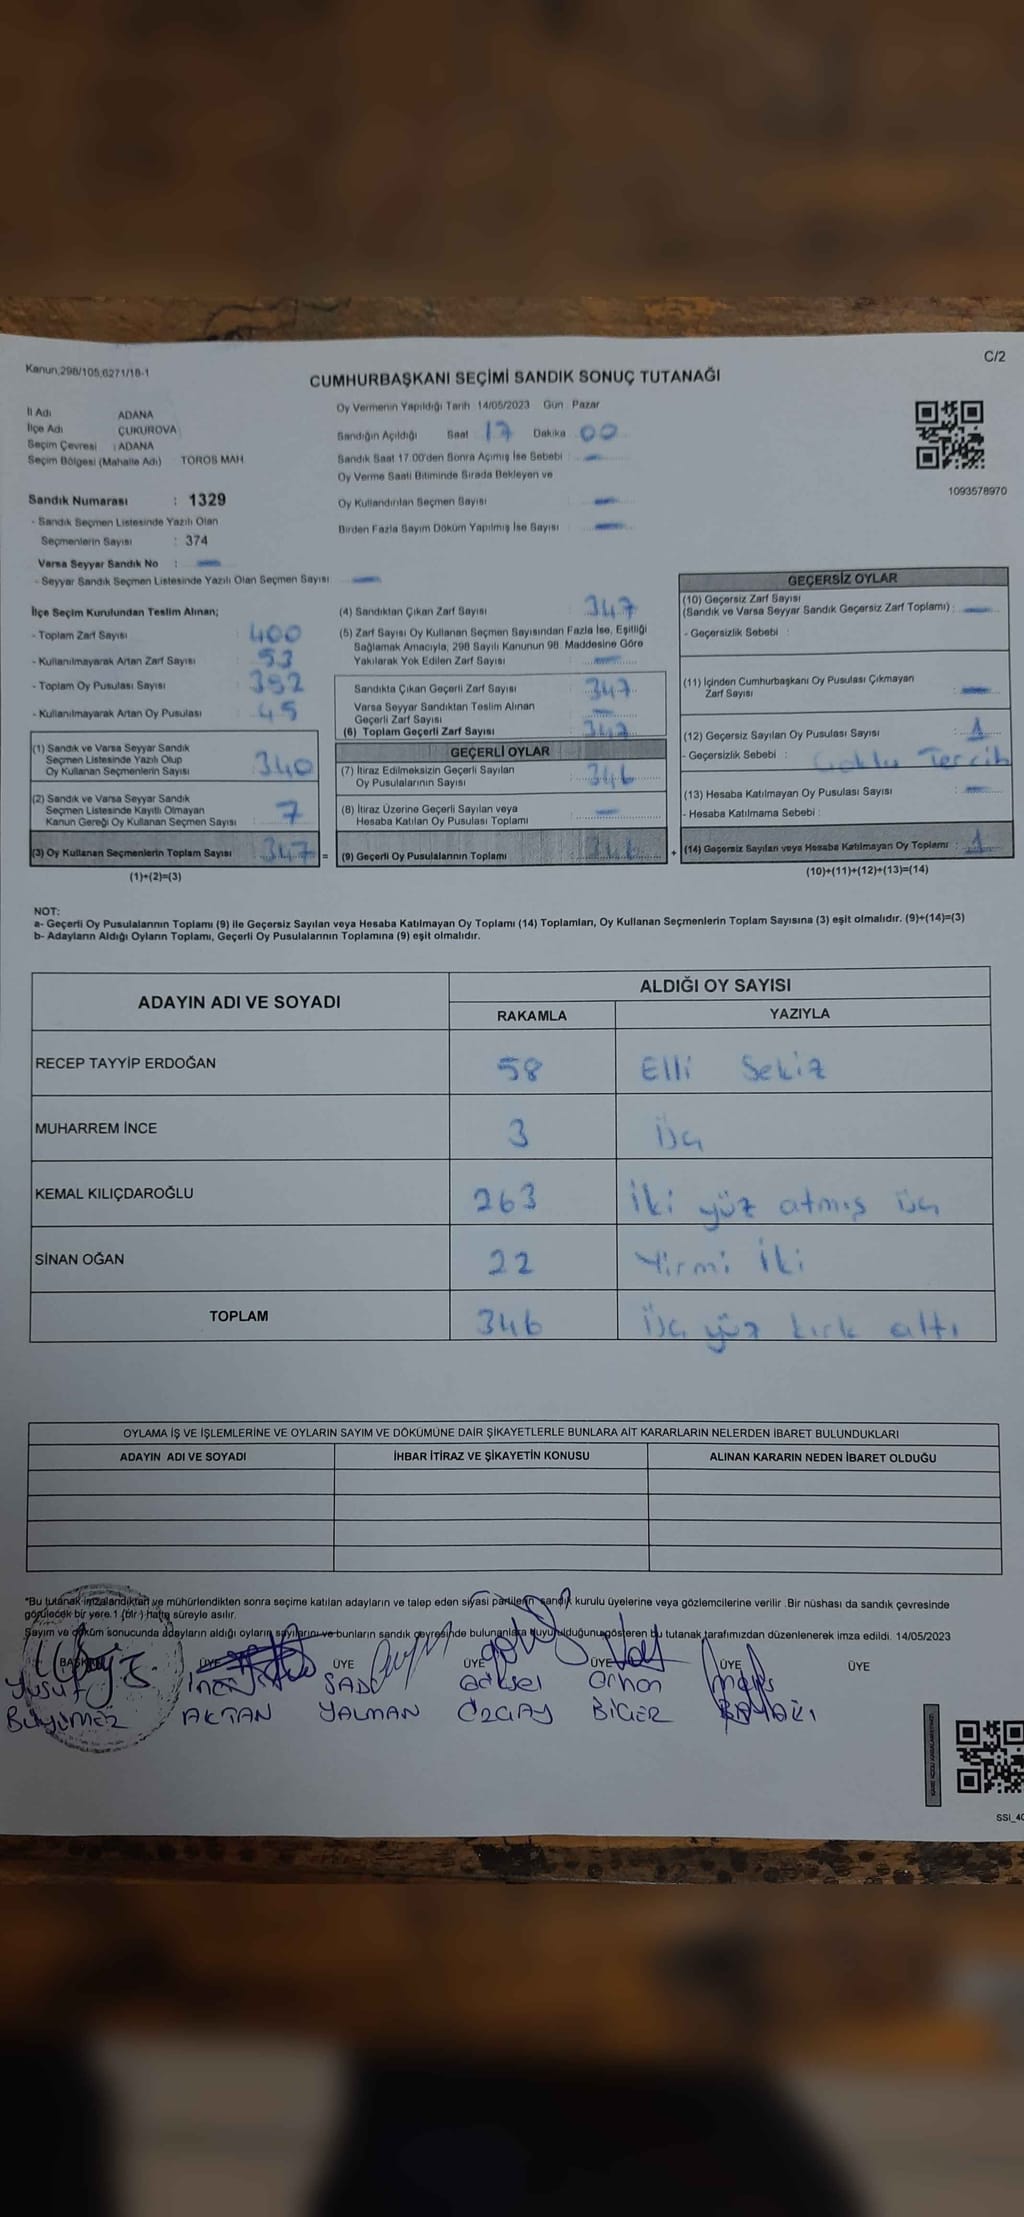 C/2
Kanun;298/105;6271/18-1
CUMHURBAŞKANI SEÇİMİ SANDIK SONUÇ TUTANAĞI
İl Adı ADANA
İlçe Adı ÇUKUROVA
Seçim Çevresi : ADANA
Seçim Bölgesi (Mahalle Adı) TOROS MAH.
Sandık Numarası : 1329
- Sandık Seçmen Listesinde Yazılı Olan
Seçmenlerin Sayısı : 374
Varsa Seyyar Sandık No : —
- Seyyar Sandık Seçmen Listesinde Yazılı Olan Seçmen Sayısı —
Oy Vermenin Yapıldığı Tarih 14/05/2023 Gün Pazar
Sandığın Açıldığı Saat 17 Dakika 00
Sandık Saat 17.00'den Sonra Açımış İse Sebebi : —
Oy Verme Saati Bitiminde Sırada Bekleyen ve
Oy Kullandırılan Seçmen Sayısı —
Birden Fazla Sayım Döküm Yapılmış İse Sayısı —
1093578970
İlçe Seçim Kurulundan Teslim Alınan;
- Toplam Zarf Sayısı 400
- Kullanılmayarak Artan Zarf Sayısı 53
- Toplam Oy Pusulası Sayısı 392
- Kullanılmayarak Artan Oy Pusulası 45
(1) Sandık ve Varsa Seyyar Sandık
Seçmen Listesinde Yazılı Olup
Oy Kullanan Seçmenlerin Sayısı 340
(2) Sandık ve Varsa Seyyar Sandık
Seçmen Listesinde Kayıtlı Olmayan
Kanun Gereği Oy Kullanan Seçmen Sayısı 7
(3) Oy Kullanan Seçmenlerin Toplam Sayısı 347 =
(1)+(2)=(3)
(4) Sandıktan Çıkan Zarf Sayısı 347
(5) Zarf Sayısı Oy Kullanan Seçmen Sayısından Fazla İse, Eşitliği
Sağlamak Amacıyla, 298 Sayılı Kanunun 98. Maddesine Göre
Yakılarak Yok Edilen Zarf Sayısı —
Sandıkta Çıkan Geçerli Zarf Sayısı 347
Varsa Seyyar Sandıktan Teslim Alınan
Geçerli Zarf Sayısı —
(6) Toplam Geçerli Zarf Sayısı 347
GEÇERLİ OYLAR
(7) İtiraz Edilmeksizin Geçerli Sayılan
Oy Pusulalarının Sayısı 346
(8) İtiraz Üzerine Geçerli Sayılan veya
Hesaba Katılan Oy Pusulası Toplamı —
(9) Geçerli Oy Pusulalarının Toplamı 346 +
GEÇERSİZ OYLAR
(10) Geçersiz Zarf Sayısı
(Sandık ve Varsa Seyyar Sandık Geçersiz Zarf Toplamı) : —
- Geçersizlik Sebebi :
(11) İçinden Cumhurbaşkanı Oy Pusulası Çıkmayan
Zarf Sayısı —
(12) Geçersiz Sayılan Oy Pusulası Sayısı 1
- Geçersizlik Sebebi : Çoklu Tercih
(13) Hesaba Katılmayan Oy Pusulası Sayısı —
- Hesaba Katılmama Sebebi :
(14) Geçersiz Sayılan veya Hesaba Katılmayan Oy Toplamı : 1
(10)+(11)+(12)+(13)=(14)
NOT:
a- Geçerli Oy Pusulalarının Toplamı (9) ile Geçersiz Sayılan veya Hesaba Katılmayan Oy Toplamı (14) Toplamları, Oy Kullanan Seçmenlerin Toplam Sayısına (3) eşit olmalıdır. (9)+(14)=(3)
b- Adayların Aldığı Oyların Toplamı, Geçerli Oy Pusulalarının Toplamına (9) eşit olmalıdır.
ADAYIN ADI VE SOYADI ALDIĞI OY SAYISI
RAKAMLA YAZIYLA
RECEP TAYYİP ERDOĞAN 58 Elli Sekiz
MUHARREM İNCE 3 Üç
KEMAL KILIÇDAROĞLU 263 İki yüz atmış üç
SİNAN OĞAN 22 Yirmi İki
TOPLAM 346 Üç yüz kırk altı
OYLAMA İŞ VE İŞLEMLERİNE VE OYLARIN SAYIM VE DÖKÜMÜNE DAİR ŞİKAYETLERLE BUNLARA AİT KARARLARIN NELERDEN İBARET BULUNDUKLARI
ADAYIN ADI VE SOYADI İHBAR İTİRAZ VE ŞİKAYETİN KONUSU ALINAN KARARIN NEDEN İBARET OLDUĞU
*Bu tutanak imzalandıktan ve mühürlendikten sonra seçime katılan adayların ve talep eden siyasi partilerin sandık kurulu üyelerine veya gözlemcilerine verilir .Bir nüshası da sandık çevresinde
görülecek bir yere 1 (bir) hafta süreyle asılır.
Sayım ve döküm sonucunda adayların aldığı oyların sayılarını ve bunların sandık çevresinde bulunanlara duyurulduğunu gösteren bu tutanak tarafımızdan düzenlenerek imza edildi. 14/05/2023
BAŞKAN ÜYE ÜYE ÜYE ÜYE ÜYE ÜYE
Yusuf Göksel Orhan
Büyümez AKTAN YALMAN ÖZGAY BİÇER
SSI_40